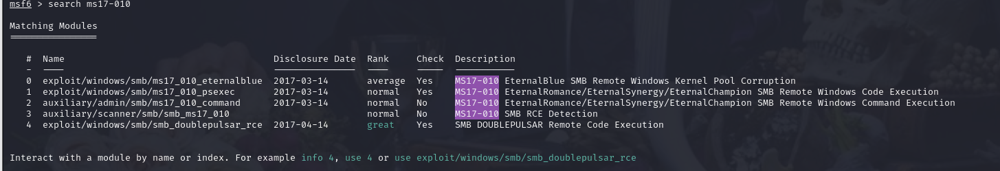 msf6 > search ms17-010
Matching Modules
================
# Name Disclosure Date Rank Check Description
- ---- --------------- ---- ----- -----------
0 exploit/windows/smb/ms17_010_eternalblue 2017-03-14 average Yes MS17-010 EternalBlue SMB Remote Windows Kernel Pool Corruption
1 exploit/windows/smb/ms17_010_psexec 2017-03-14 normal Yes MS17-010 EternalRomance/EternalSynergy/EternalChampion SMB Remote Windows Code Execution
2 auxiliary/admin/smb/ms17_010_command 2017-03-14 normal No MS17-010 EternalRomance/EternalSynergy/EternalChampion SMB Remote Windows Command Execution
3 auxiliary/scanner/smb/smb_ms17_010 normal No MS17-010 SMB RCE Detection
4 exploit/windows/smb/smb_doublepulsar_rce 2017-04-14 great Yes SMB DOUBLEPULSAR Remote Code Execution
Interact with a module by name or index. For example info 4, use 4 or use exploit/windows/smb/smb_doublepulsar_rce